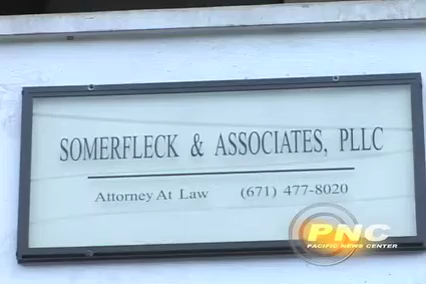 SOMERFLECK & ASSOCIATES, PLLC
Attorney At Law (671) 477-8020
PNC
PACIFIC NEWS CENTER